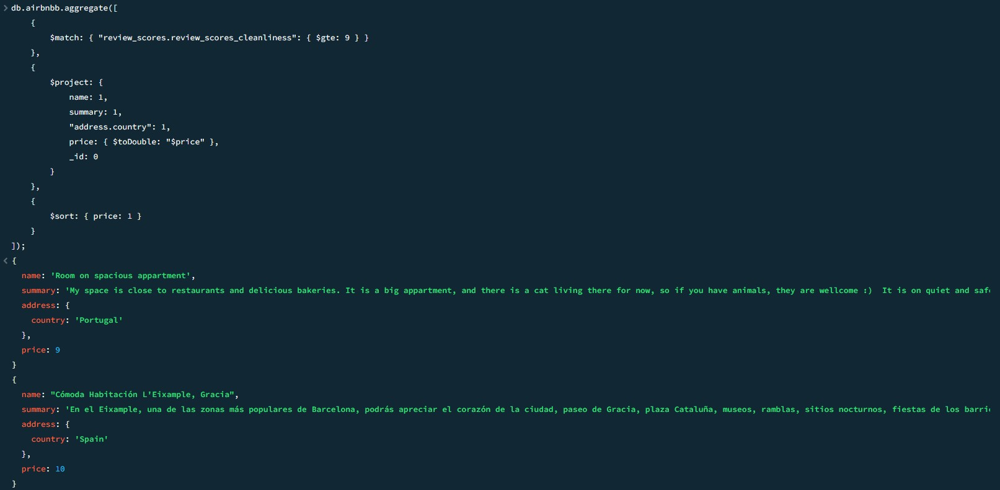 db.airbnbb.aggregate([
{
$match: { "review_scores.review_scores_cleanliness": { $gte: 9 } }
},
{
$project: {
name: 1,
summary: 1,
"address.country": 1,
price: { $toDouble: "$price" },
_id: 0
}
},
{
$sort: { price: 1 }
}
]);
{
name: 'Room on spacious appartment',
summary: 'My space is close to restaurants and delicious bakeries. It is a big appartment, and there is a cat living there for now, so if you have animals, they are wellcome :)  It is on quiet and
address: {
country: 'Portugal'
},
price: 9
}
{
name: "Cómoda Habitación L'Eixample, Gracia",
summary: 'En el Eixample, una de las zonas más populares de Barcelona, podrás apreciar el corazón de la ciudad, paseo de Gracia, plaza Cataluña, museos, ramblas, sitios nocturnos, fiestas de los
address: {
country: 'Spain'
},
price: 10
}